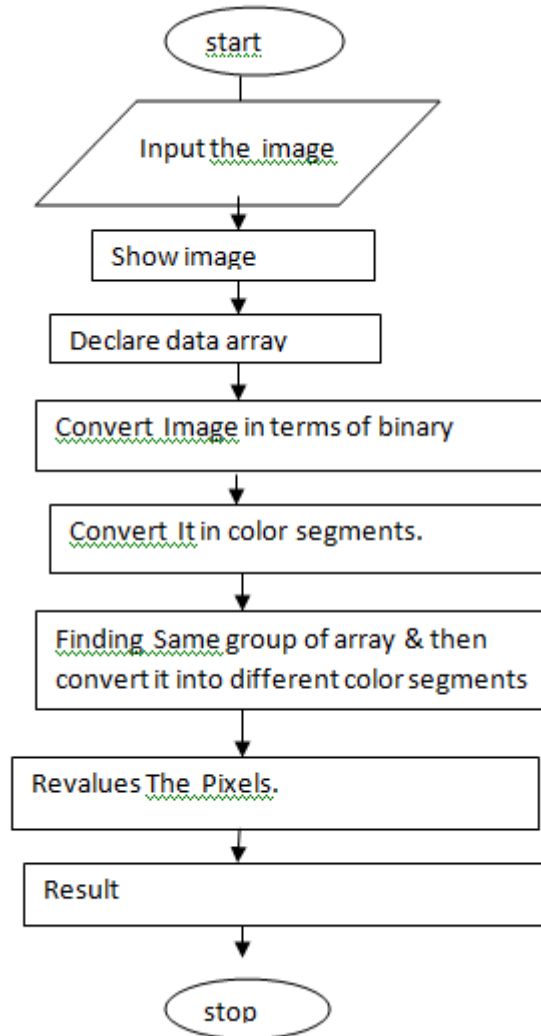 start
Input the image
Show image
Declare data array
Convert Image in terms of binary
Convert It in color segments.
Finding Same group of array & then
convert it into different color segments
Revalues The Pixels.
Result
stop